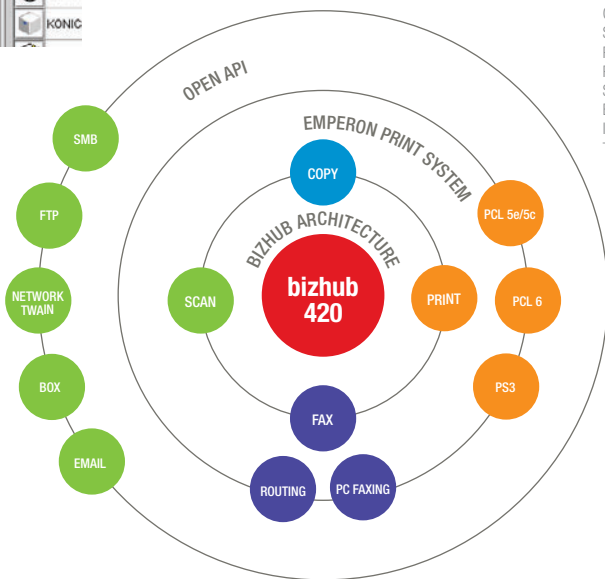 KONIC
OPEN API
EMPERON PRINT SYSTEM
BIZHUB ARCHITECTURE
SMB
FTP
NETWORK
TWAIN
BOX
EMAIL
SCAN
COPY
bizhub
420
PRINT
FAX
ROUTING
PC FAXING
PCL 5e/5c
PCL 6
PS3